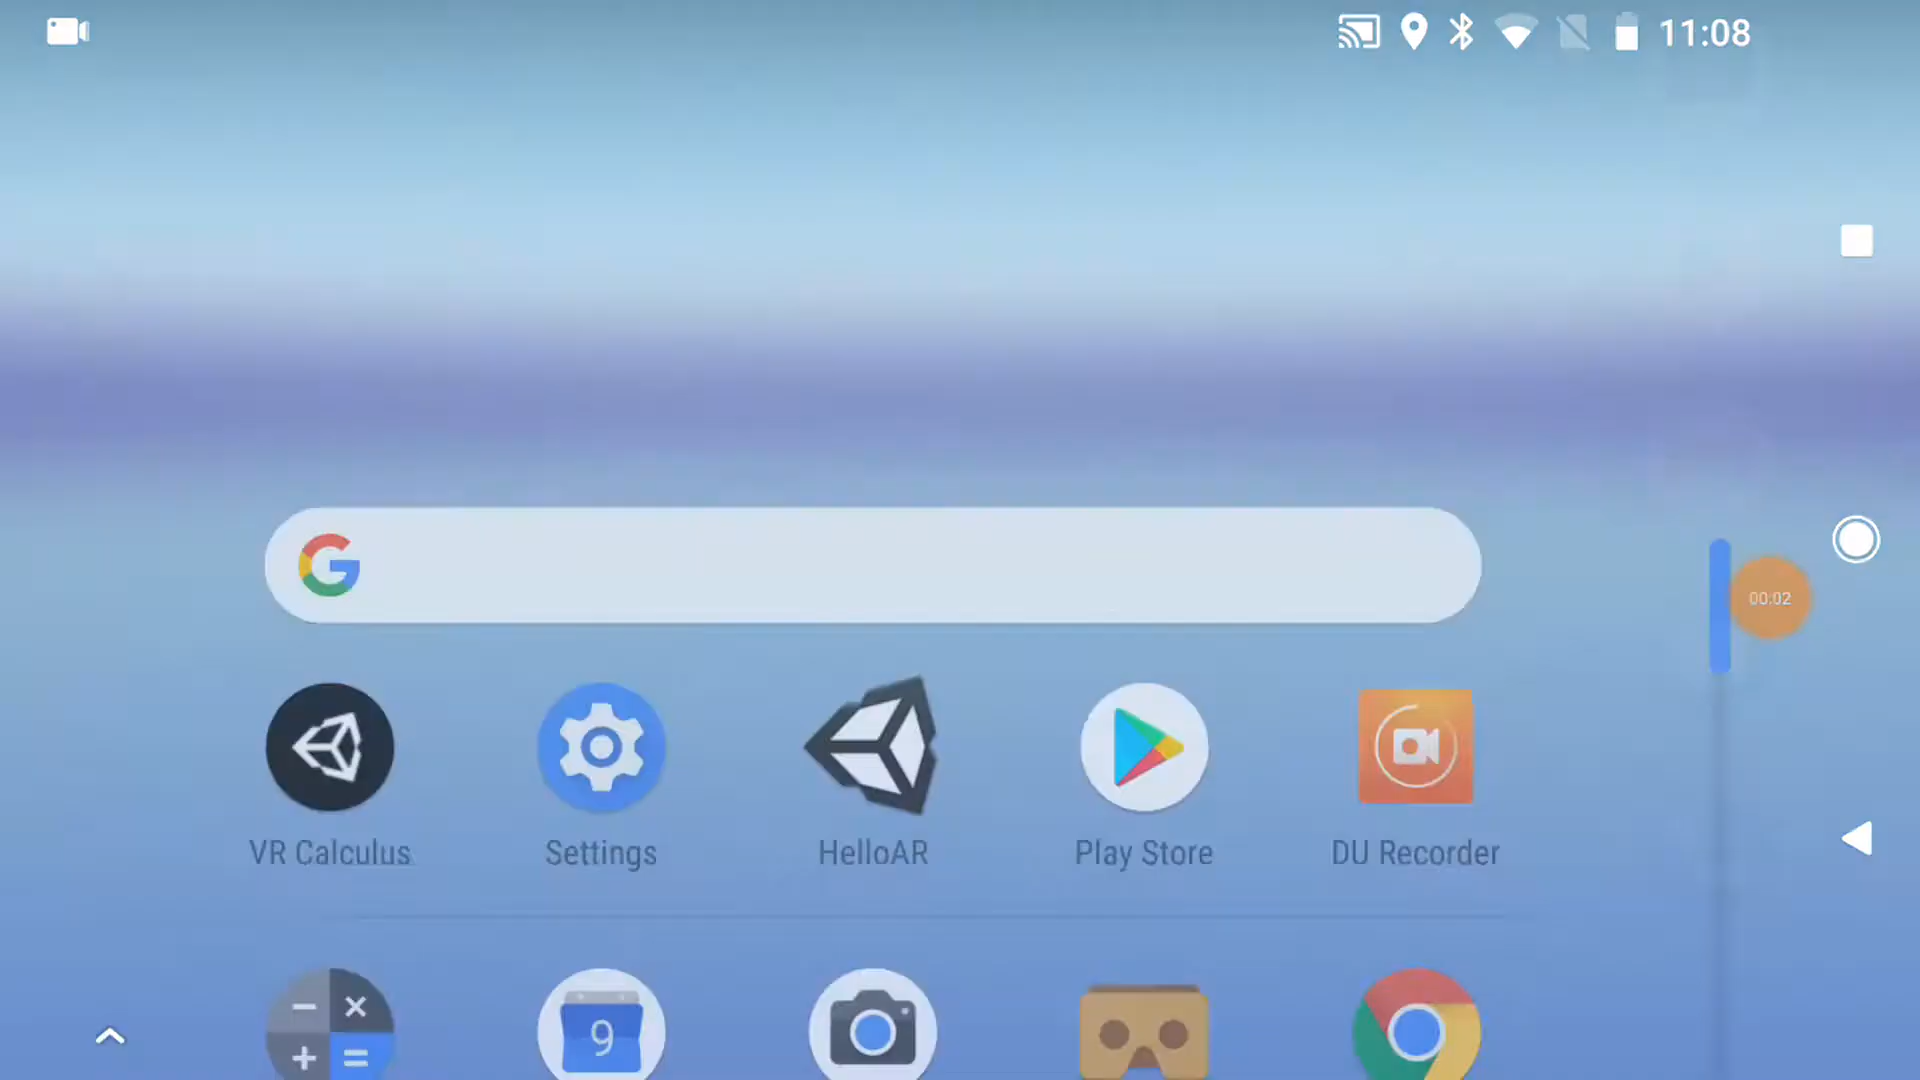 11:08
00:02
VR Calculus
Settings
HelloAR
Play Store
DU Recorder
9